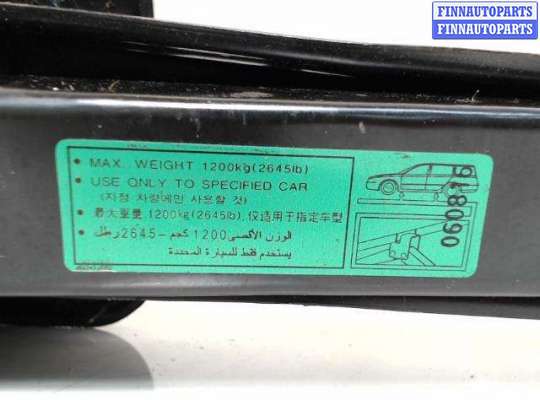 FINNAUTOPARTS
FINNAUTOPARTS
• MAX. WEIGHT 1200kg(2645lb)
• USE ONLY TO SPECIFIED CAR
(지정 차량에만 사용할 것)
• 最大重量 1200kg(2645lb), 仅适用于指定车型
• الوزن الأقصى 1200 كجم -2645 رطل
يستخدم فقط للسيارة المحددة